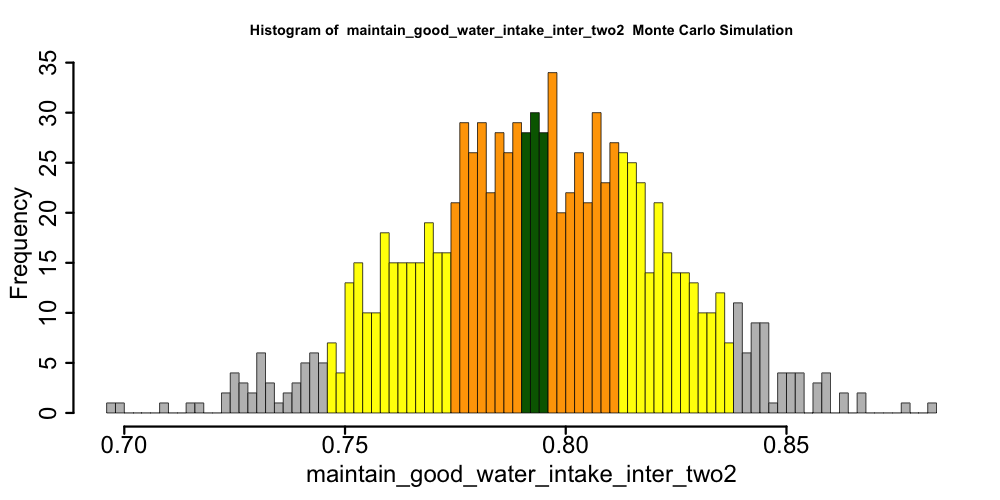 Histogram of  maintain_good_water_intake_inter_two2  Monte Carlo Simulation
35
30
25
20
15
10
5
0
Frequency
0.70 0.75 0.80 0.85
maintain_good_water_intake_inter_two2